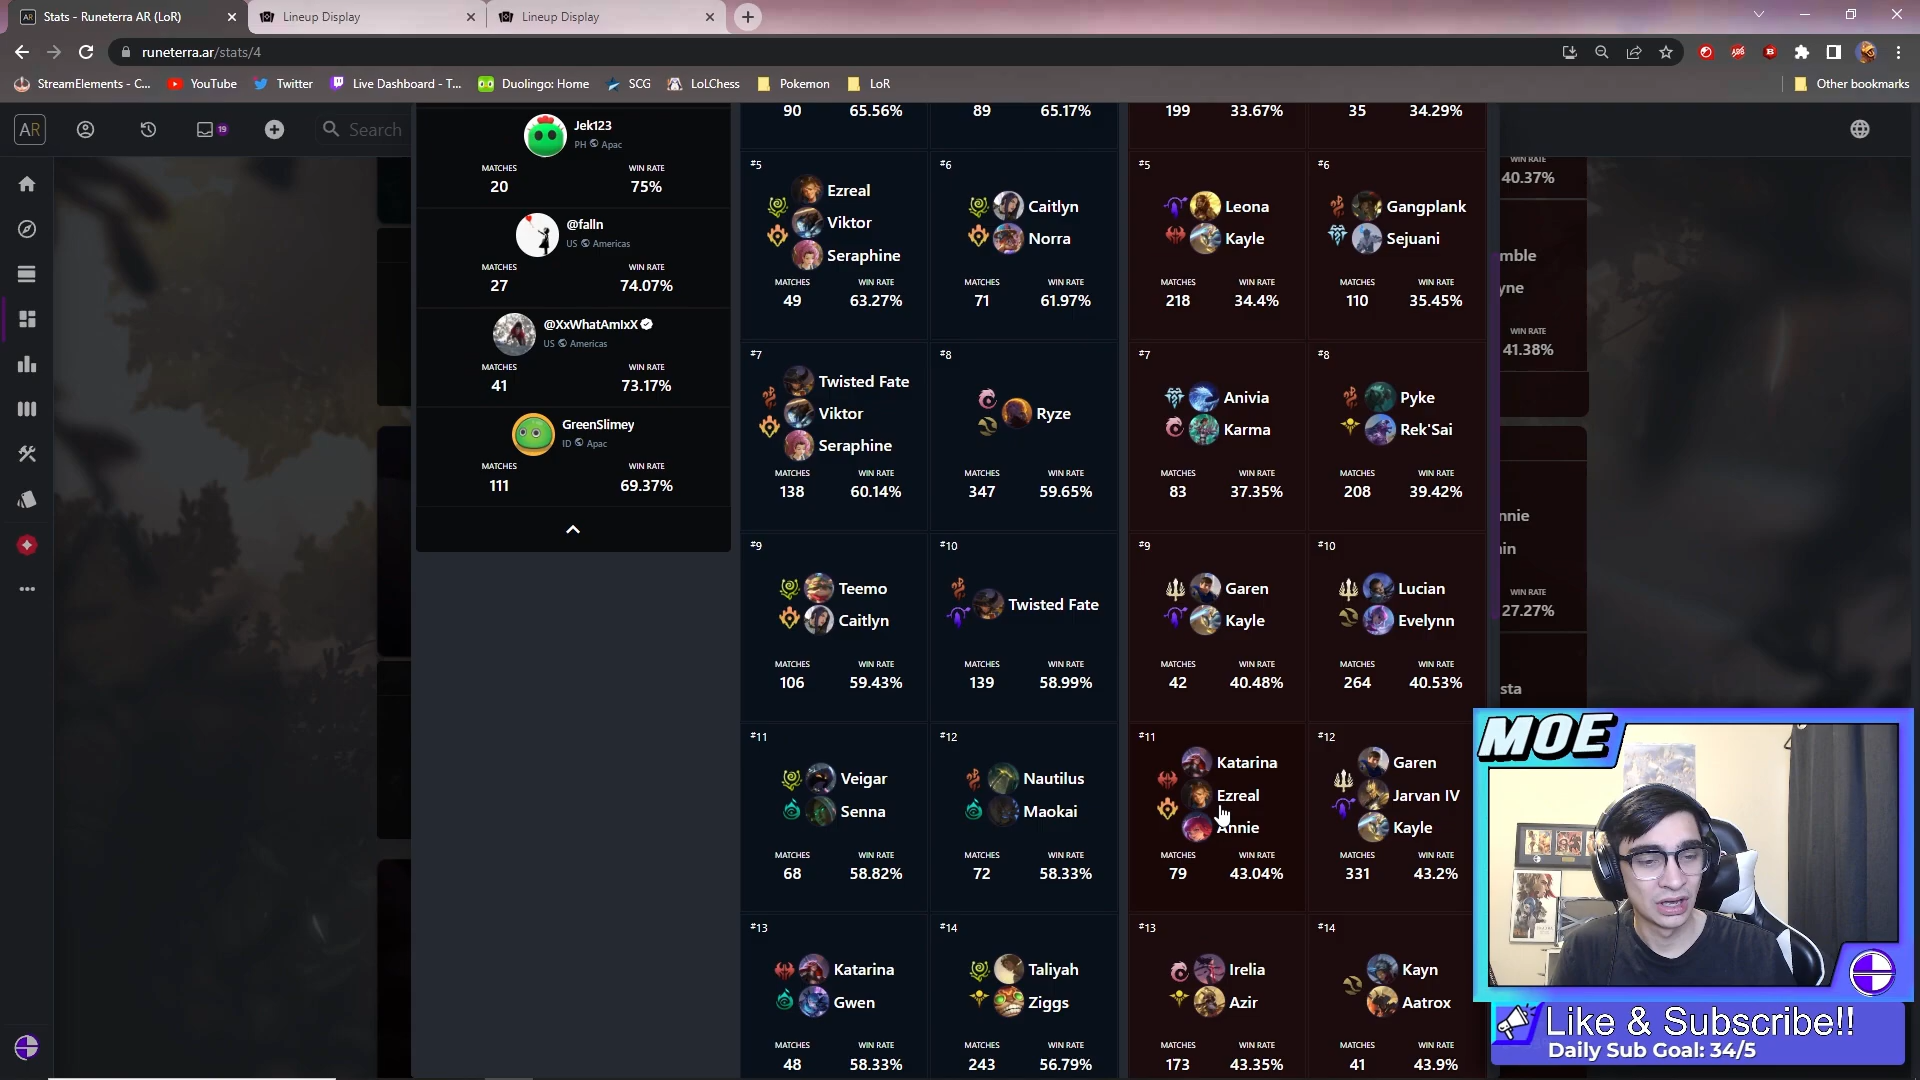 Stats - Runeterra AR (LoR)
Lineup Display
Lineup Display
runeterra.ar/stats/4
StreamElements - C...
YouTube
Twitter
Live Dashboard - T...
Duolingo: Home
SCG
LoLChess
Pokemon
LoR
Other bookmarks
AR
19
Search
Jek123
PH Apac
MATCHES WIN RATE
20 75%
@falln
US Americas
MATCHES WIN RATE
27 74.07%
@XxWhatAmIxX
US Americas
MATCHES WIN RATE
41 73.17%
GreenSlimey
ID Apac
MATCHES WIN RATE
111 69.37%
90 65.56%
89 65.17%
199 33.67%
35 34.29%
#5
Ezreal
Viktor
Seraphine
MATCHES WIN RATE
49 63.27%
#6
Caitlyn
Norra
MATCHES WIN RATE
71 61.97%
#5
Leona
Kayle
MATCHES WIN RATE
218 34.4%
#6
Gangplank
Sejuani
MATCHES WIN RATE
110 35.45%
#7
Twisted Fate
Viktor
Seraphine
MATCHES WIN RATE
138 60.14%
#8
Ryze
MATCHES WIN RATE
347 59.65%
#7
Anivia
Karma
MATCHES WIN RATE
83 37.35%
#8
Pyke
Rek'Sai
MATCHES WIN RATE
208 39.42%
#9
Teemo
Caitlyn
MATCHES WIN RATE
106 59.43%
#10
Twisted Fate
MATCHES WIN RATE
139 58.99%
#9
Garen
Kayle
MATCHES WIN RATE
42 40.48%
#10
Lucian
Evelynn
MATCHES WIN RATE
264 40.53%
#11
Veigar
Senna
MATCHES WIN RATE
68 58.82%
#12
Nautilus
Maokai
MATCHES WIN RATE
72 58.33%
#11
Katarina
Ezreal
Annie
MATCHES WIN RATE
79 43.04%
#12
Garen
Jarvan IV
Kayle
MATCHES WIN RATE
331 43.2%
#13
Katarina
Gwen
MATCHES WIN RATE
48 58.33%
#14
Taliyah
Ziggs
MATCHES WIN RATE
243 56.79%
#13
Irelia
Azir
MATCHES WIN RATE
173 43.35%
#14
Kayn
Aatrox
MATCHES WIN RATE
41 43.9%
WIN RATE
40.37%
mble
yne
WIN RATE
41.38%
nnie
in
WIN RATE
27.27%
sta
MOE
Like & Subscribe!!
Daily Sub Goal: 34/5